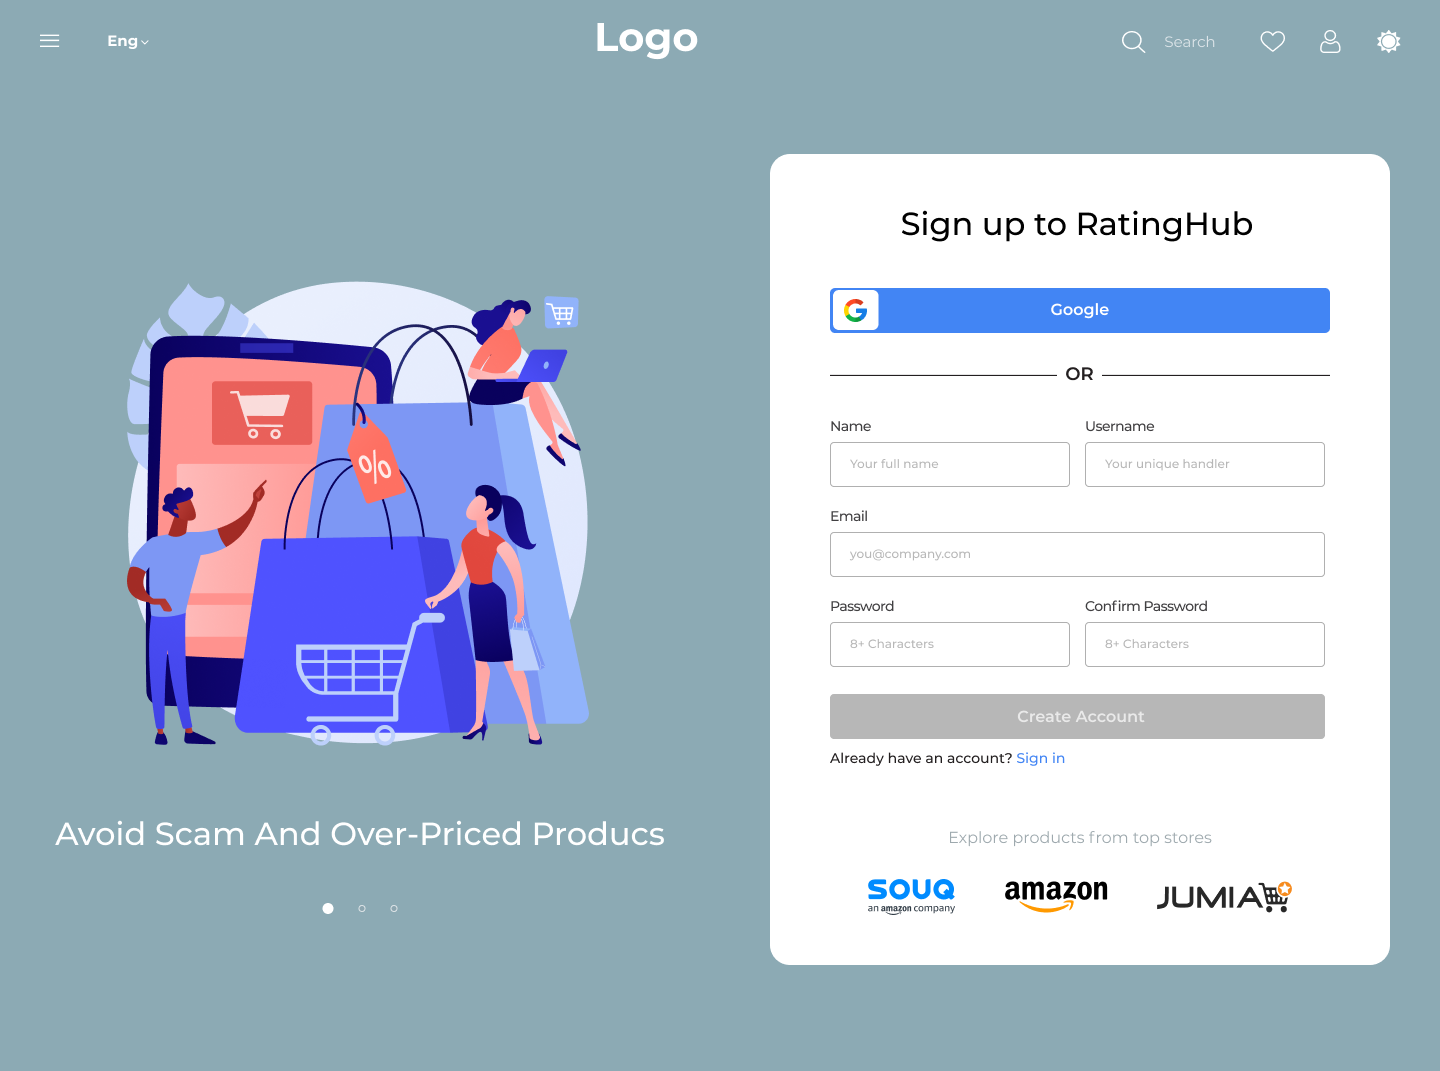 Eng
Logo
Search
Sign up to RatingHub
Google
OR
Name
Username
Your full name
Your unique handler
Email
you@company.com
Password
Confirm Password
8+ Characters
8+ Characters
Create Account
Already have an account? Sign in
Explore products from top stores
SOUQ
an amazon company
amazon
JUMIA
%
Avoid Scam And Over-Priced Producs